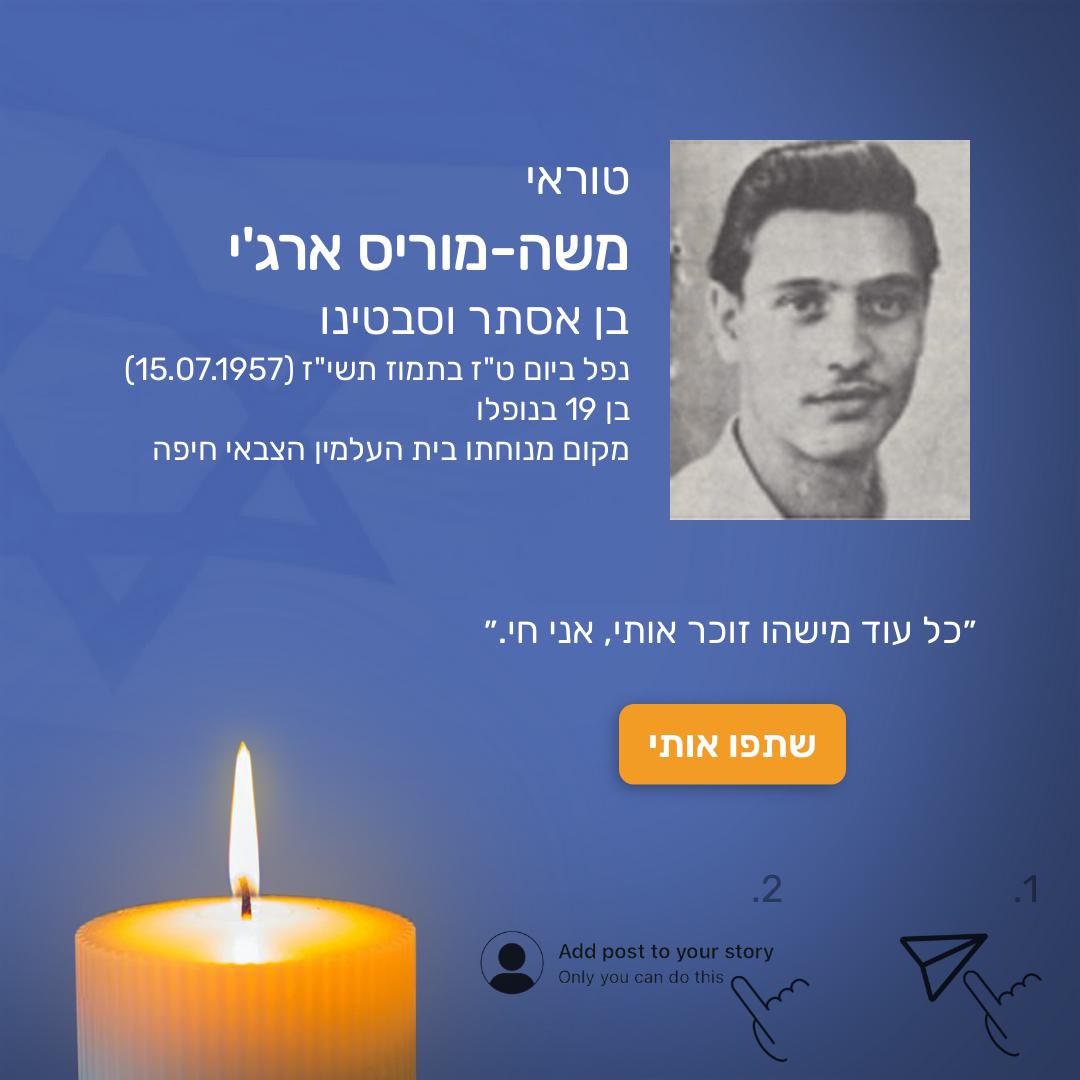 טוראי
משה-מוריס ארג'י
בן אסתר וסבטינו
נפל ביום ט"ז בתמוז תשי"ז (15.07.1957)
בן 19 בנופלו
מקום מנוחתו בית העלמין הצבאי חיפה
״כל עוד מישהו זוכר אותי, אני חי.״
שתפו אותי
.1
.2
Add post to your story
Only you can do this